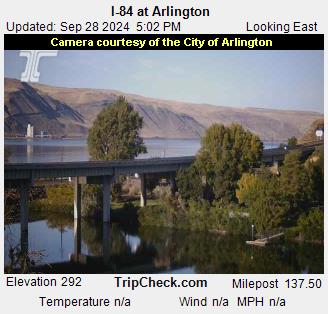 I-84 at Arlington
Updated: Sep 28 2024 5:02 PM Looking East
Camera courtesy of the City of Arlington
Elevation 292 TripCheck.com Milepost 137.50
Temperature n/a Wind n/a MPH n/a